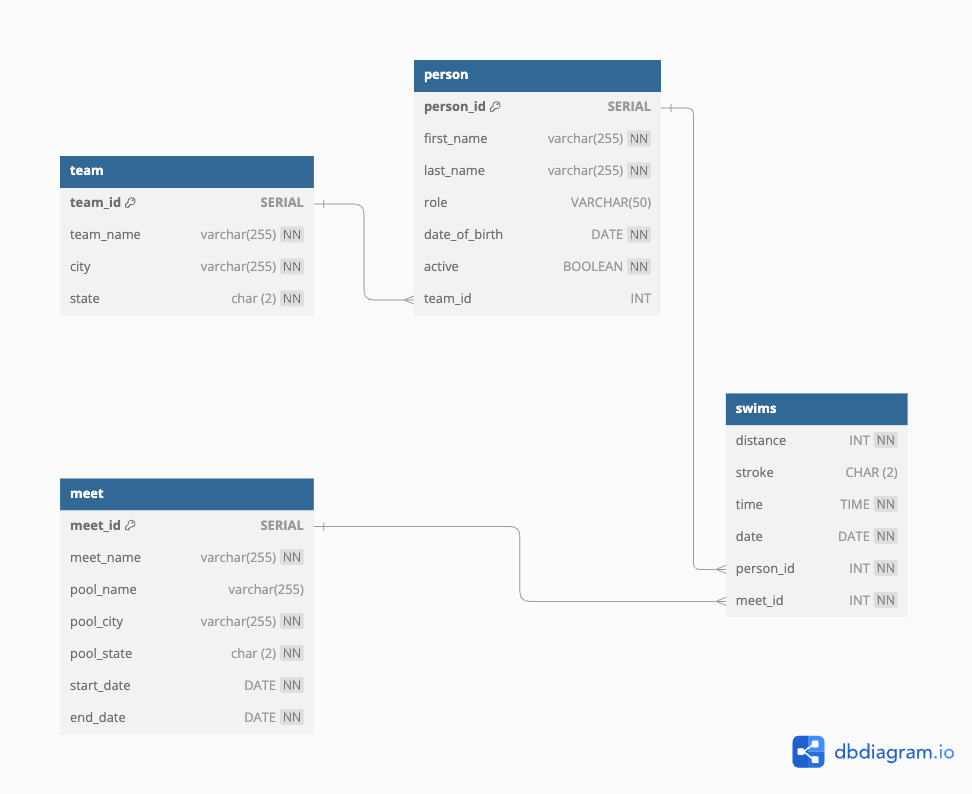 person
person_id SERIAL
first_name varchar(255) NN
last_name varchar(255) NN
role VARCHAR(50)
date_of_birth DATE NN
active BOOLEAN NN
team_id INT
team
team_id SERIAL
team_name varchar(255) NN
city varchar(255) NN
state char (2) NN
swims
distance INT NN
stroke CHAR (2)
time TIME NN
date DATE NN
person_id INT NN
meet_id INT NN
meet
meet_id SERIAL
meet_name varchar(255) NN
pool_name varchar(255)
pool_city varchar(255) NN
pool_state char (2) NN
start_date DATE NN
end_date DATE NN
dbdiagram.io